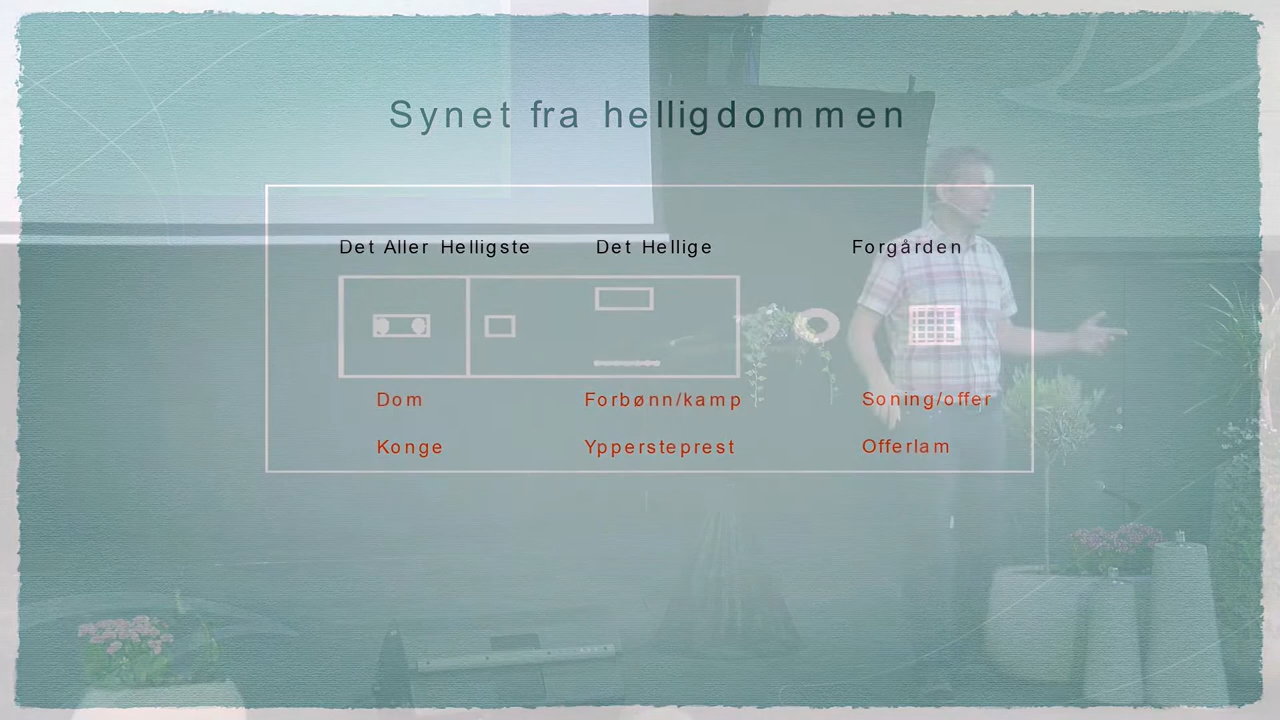 Synet fra helligdommen
Det Aller Helligste Det Hellige Forgården
Dom Forbønn/kamp Soning/offer
Konge Yppersteprest Offerlam